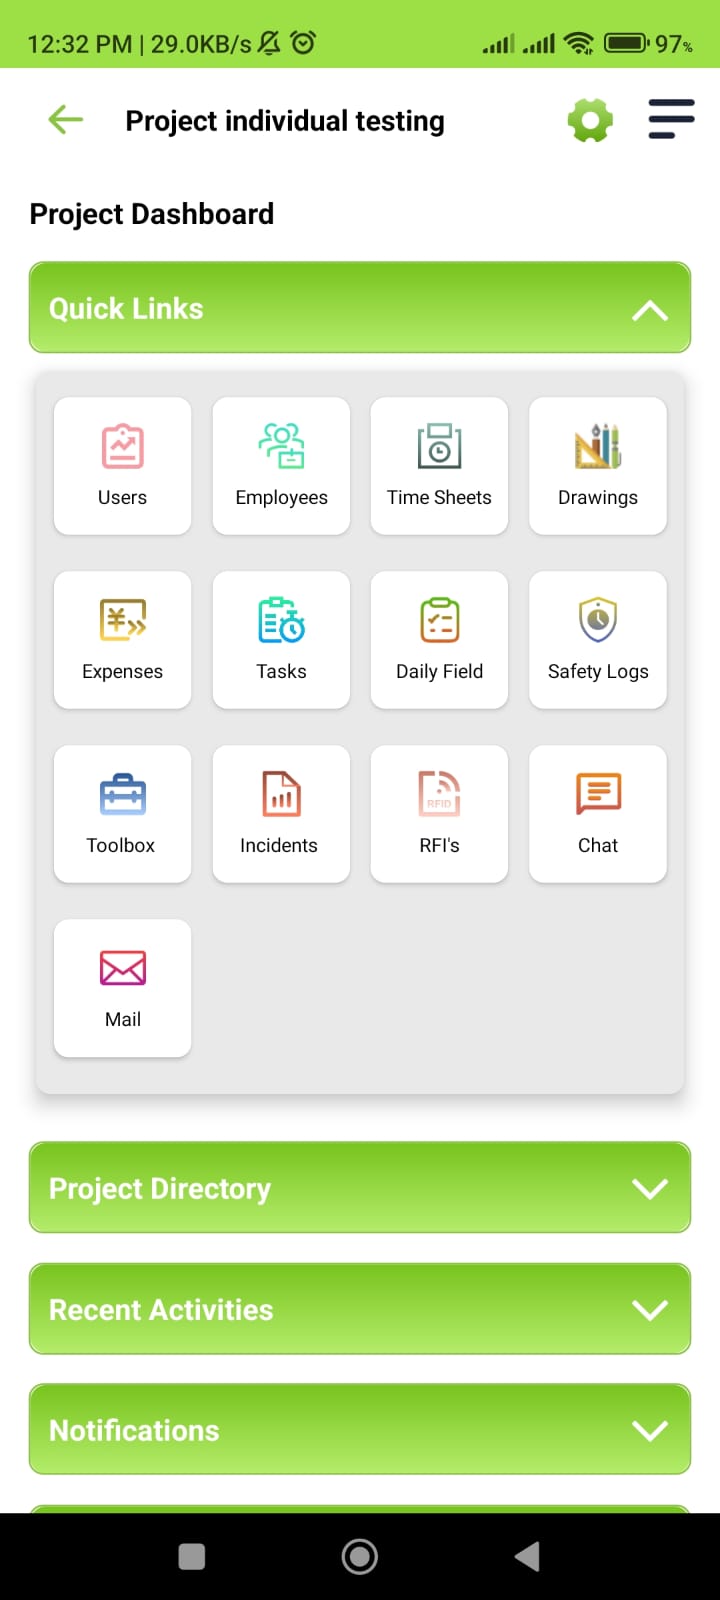 12:32 PM | 29.0KB/s 97%
Project individual testing
Project Dashboard
Quick Links
Users Employees Time Sheets Drawings
Expenses Tasks Daily Field Safety Logs
RFID
Toolbox Incidents RFI's Chat
Mail
Project Directory
Recent Activities
Notifications